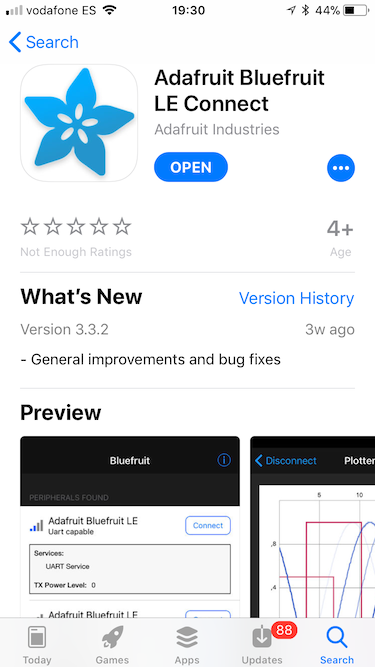 vodafone ES 19:30 44%
Search
Adafruit Bluefruit
LE Connect
Adafruit Industries
OPEN
4+
Not Enough Ratings Age
What's New Version History
Version 3.3.2 3w ago
- General improvements and bug fixes
Preview
Bluefruit
PERIPHERALS FOUND
Adafruit Bluefruit LE
Uart capable
Connect
Services:
UART Service
TX Power Level: 0
Adafruit Bluefruit LE
Disconnect Plotter
5 10
,8
,4
88
Today Games Apps Updates Search